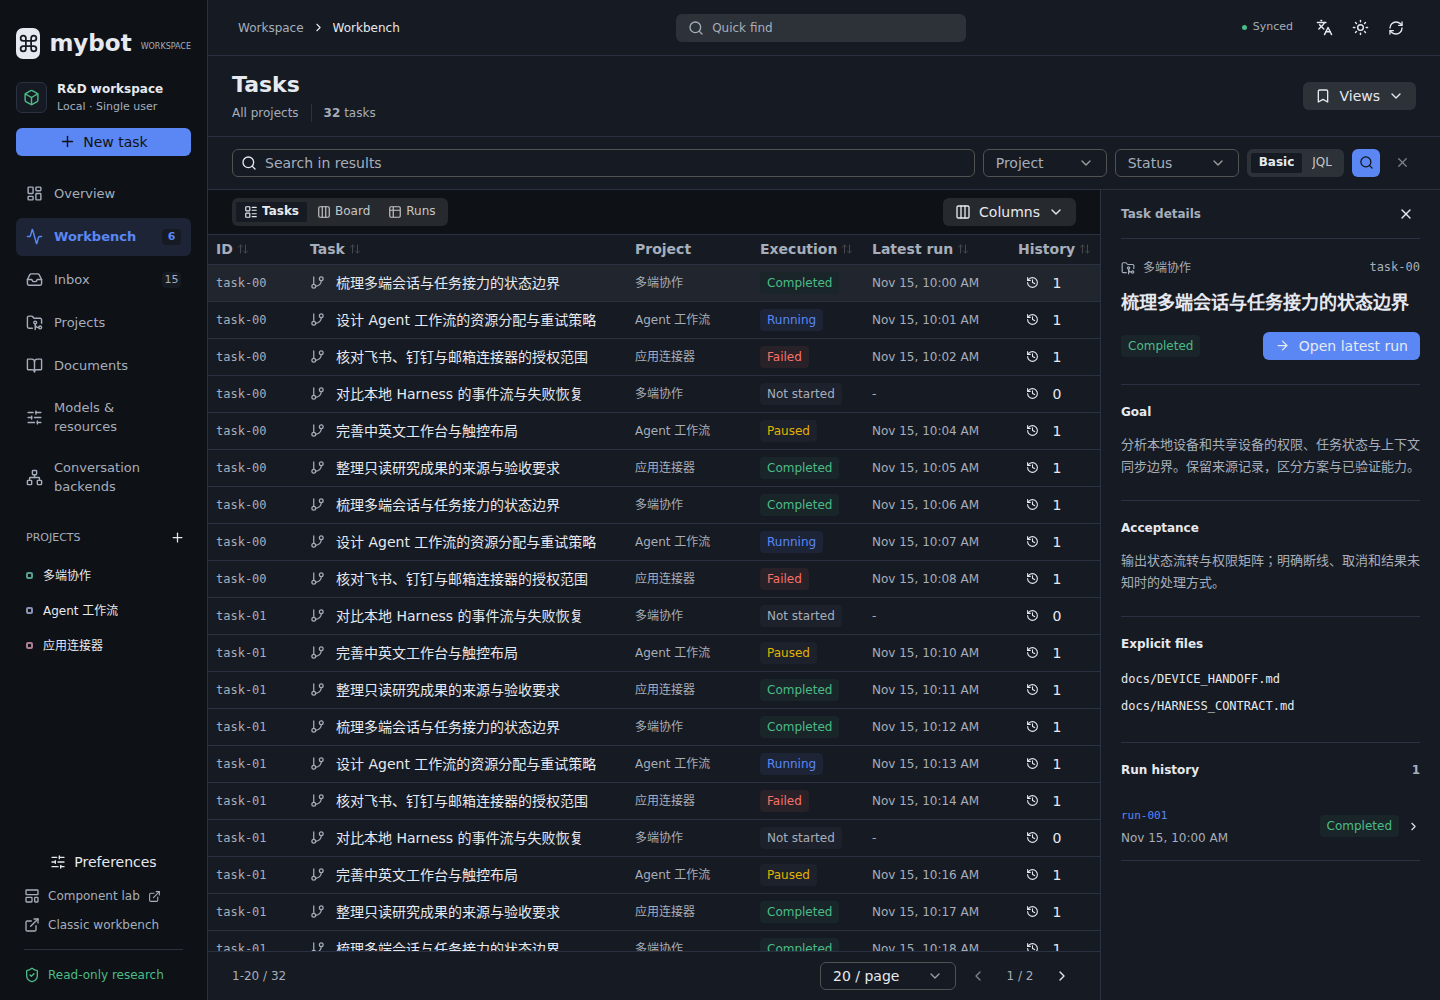 mybot WORKSPACE
R&D workspace
Local · Single user
New task
Overview
Workbench 6
Inbox 15
Projects
Documents
Models &
resources
Conversation
backends
PROJECTS
多端协作
Agent 工作流
应用连接器
Preferences
Component lab
Classic workbench
Read-only research
Workspace Workbench
Quick find
Synced
Tasks
All projects 32 tasks
Views
Search in results
Project
Status
Basic JQL
Tasks Board Runs
Columns
ID Task Project Execution Latest run History
task-00 梳理多端会话与任务接力的状态边界 多端协作 Completed Nov 15, 10:00 AM 1
task-00 设计 Agent 工作流的资源分配与重试策略 Agent 工作流 Running Nov 15, 10:01 AM 1
task-00 核对飞书、钉钉与邮箱连接器的授权范围 应用连接器 Failed Nov 15, 10:02 AM 1
task-00 对比本地 Harness 的事件流与失败恢复 多端协作 Not started - 0
task-00 完善中英文工作台与触控布局 Agent 工作流 Paused Nov 15, 10:04 AM 1
task-00 整理只读研究成果的来源与验收要求 应用连接器 Completed Nov 15, 10:05 AM 1
task-00 梳理多端会话与任务接力的状态边界 多端协作 Completed Nov 15, 10:06 AM 1
task-00 设计 Agent 工作流的资源分配与重试策略 Agent 工作流 Running Nov 15, 10:07 AM 1
task-00 核对飞书、钉钉与邮箱连接器的授权范围 应用连接器 Failed Nov 15, 10:08 AM 1
task-01 对比本地 Harness 的事件流与失败恢复 多端协作 Not started - 0
task-01 完善中英文工作台与触控布局 Agent 工作流 Paused Nov 15, 10:10 AM 1
task-01 整理只读研究成果的来源与验收要求 应用连接器 Completed Nov 15, 10:11 AM 1
task-01 梳理多端会话与任务接力的状态边界 多端协作 Completed Nov 15, 10:12 AM 1
task-01 设计 Agent 工作流的资源分配与重试策略 Agent 工作流 Running Nov 15, 10:13 AM 1
task-01 核对飞书、钉钉与邮箱连接器的授权范围 应用连接器 Failed Nov 15, 10:14 AM 1
task-01 对比本地 Harness 的事件流与失败恢复 多端协作 Not started - 0
task-01 完善中英文工作台与触控布局 Agent 工作流 Paused Nov 15, 10:16 AM 1
task-01 整理只读研究成果的来源与验收要求 应用连接器 Completed Nov 15, 10:17 AM 1
task-01 梳理多端会话与任务接力的状态边界 多端协作 Completed Nov 15, 10:18 AM 1
1-20 / 32
20 / page
1 / 2
Task details
多端协作 task-00
梳理多端会话与任务接力的状态边界
Completed Open latest run
Goal
分析本地设备和共享设备的权限、任务状态与上下文
同步边界。保留来源记录，区分方案与已验证能力。
Acceptance
输出状态流转与权限矩阵；明确断线、取消和结果未
知时的处理方式。
Explicit files
docs/DEVICE_HANDOFF.md
docs/HARNESS_CONTRACT.md
Run history 1
run-001
Nov 15, 10:00 AM
Completed